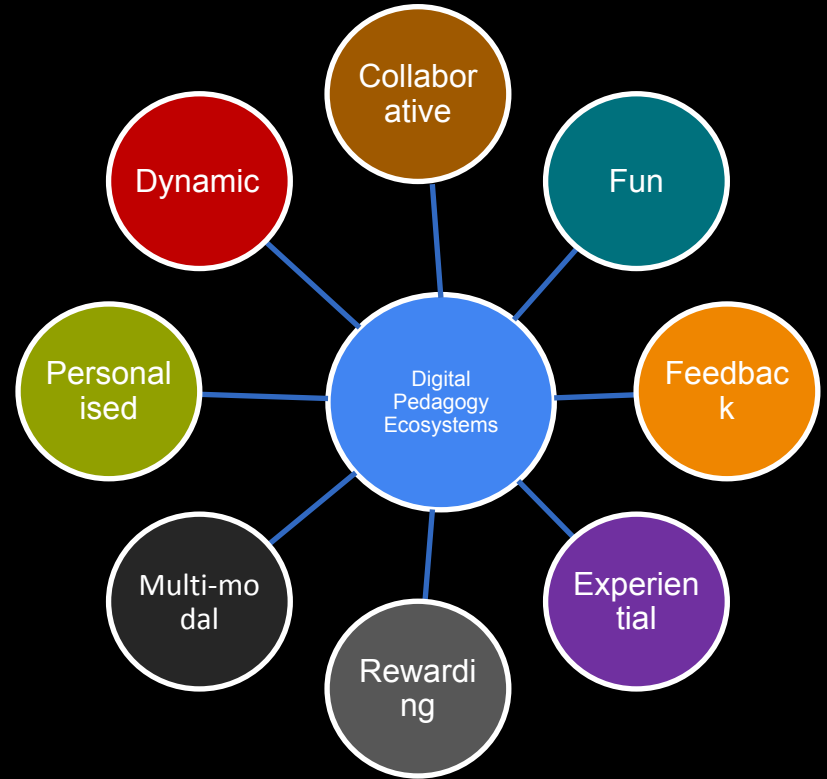 Collabor
ative
Dynamic
Fun
Personal
ised
Digital
Pedagogy
Ecosystems
Feedbac
k
Multi-mo
dal
Experien
tial
Rewardi
ng